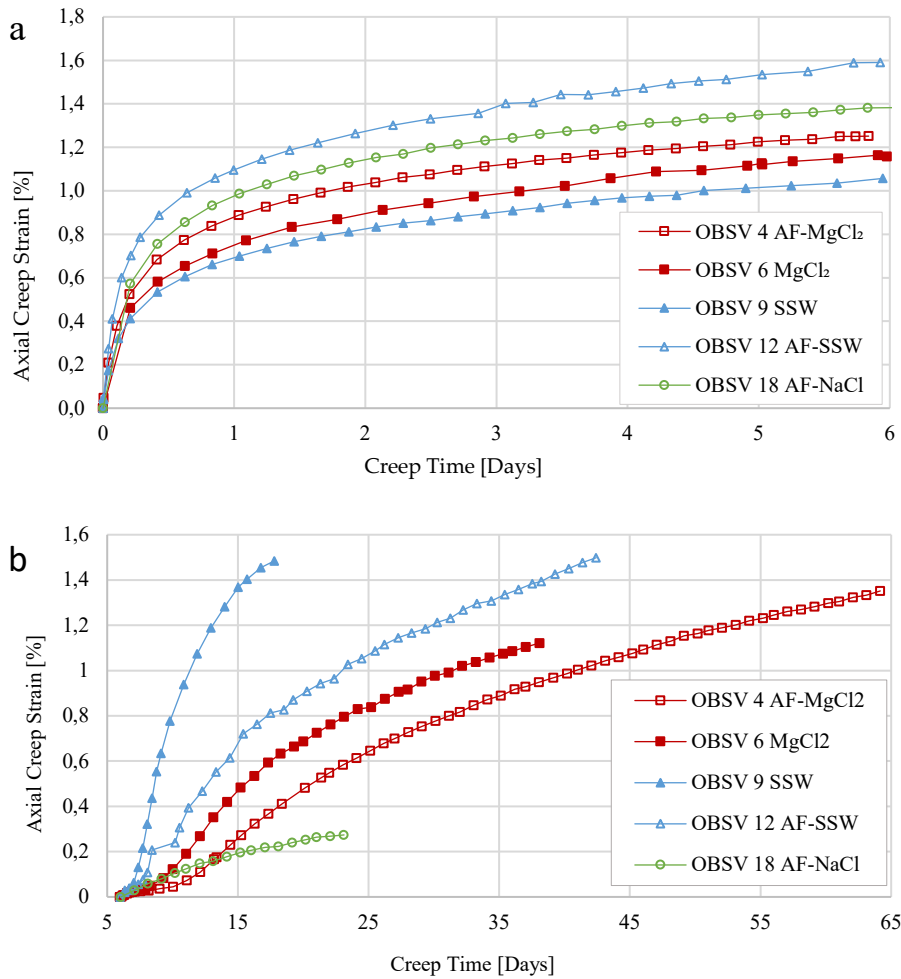 a
1,8
1,6
1,4
1,2
1,0
0,8
0,6
0,4
0,2
0,0
Axial Creep Strain [%]
OBSV 4 AF-MgCl₂
OBSV 6 MgCl₂
OBSV 9 SSW
OBSV 12 AF-SSW
OBSV 18 AF-NaCl
0 1 2 3 4 5 6
Creep Time [Days]
b
1,6
1,4
1,2
1
0,8
0,6
0,4
0,2
0
Axial Creep Strain [%]
OBSV 4 AF-MgCl2
OBSV 6 MgCl2
OBSV 9 SSW
OBSV 12 AF-SSW
OBSV 18 AF-NaCl
5 15 25 35 45 55 65
Creep Time [Days]